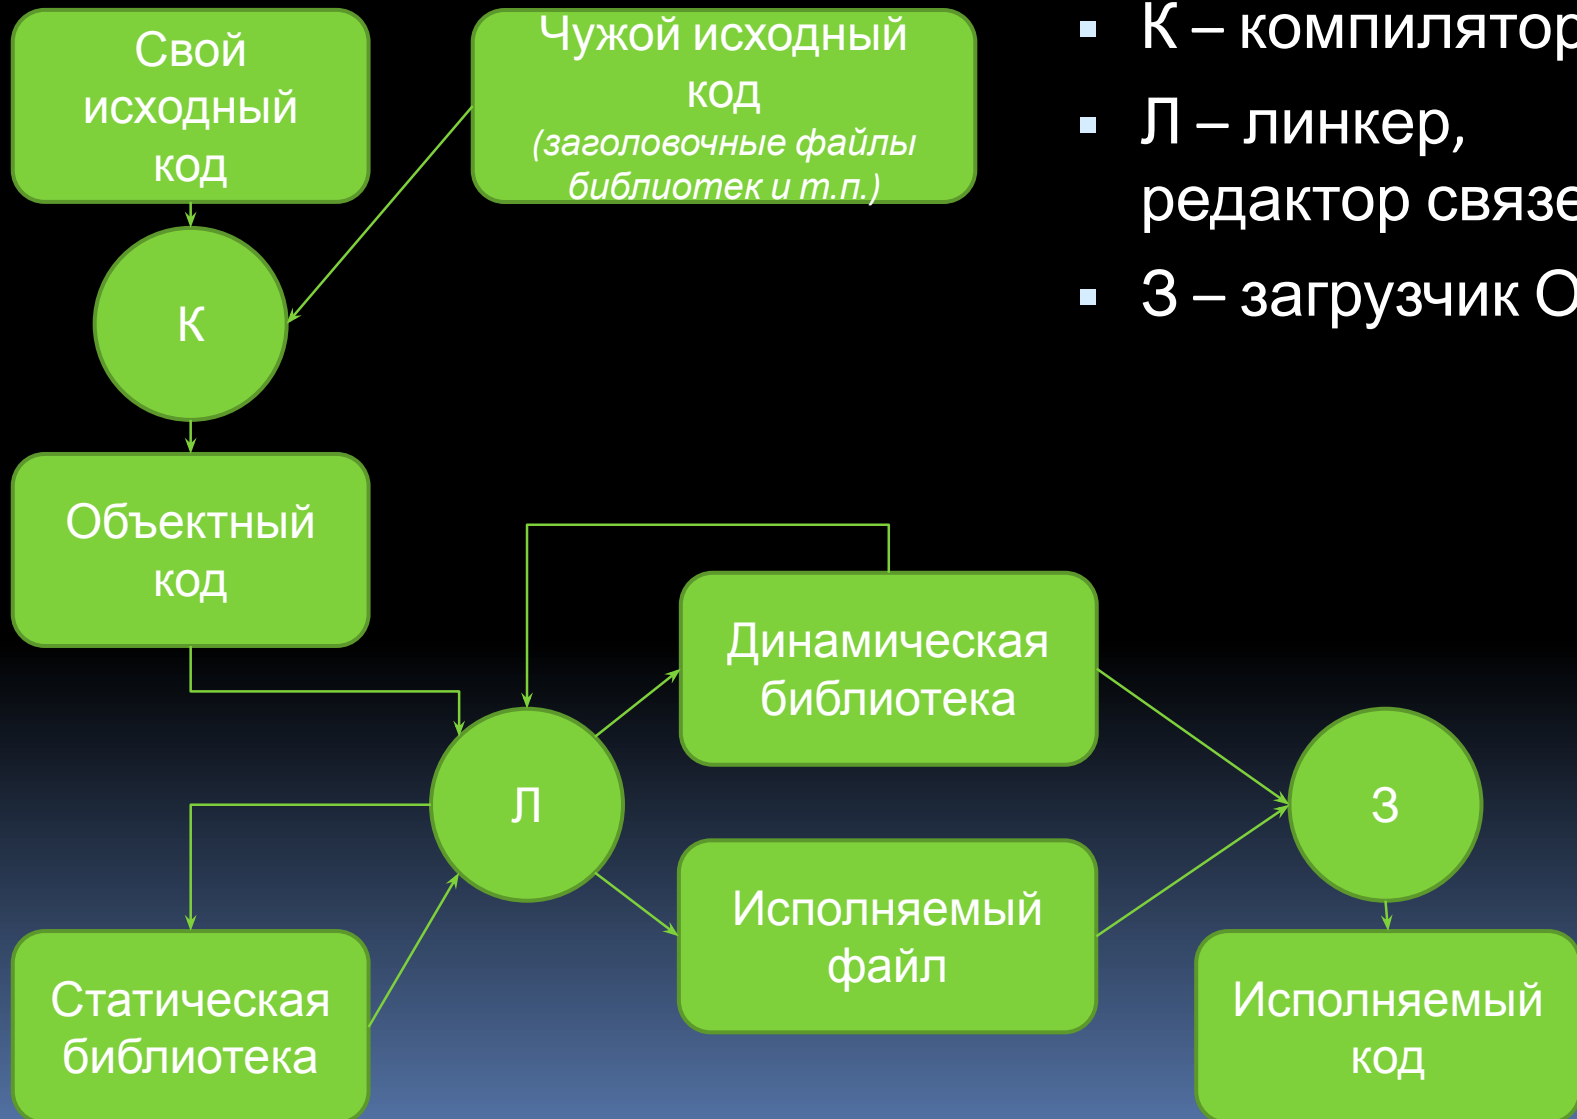 Свой
исходный
код
Чужой исходный
код
(заголовочные файлы
библиотек и т.п.)
К – компилятор
Л – линкер,
редактор связе
З – загрузчик О
К
Объектный
код
Динамическая
библиотека
Л
З
Исполняемый
файл
Статическая
библиотека
Исполняемый
код